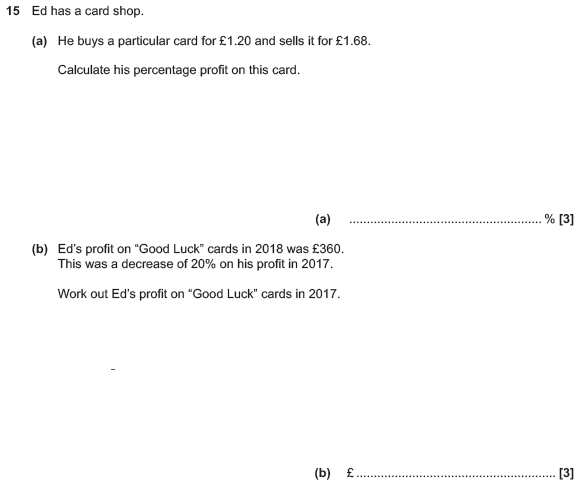 15 Ed has a card shop.
(a) He buys a particular card for £1.20 and sells it for £1.68.
Calculate his percentage profit on this card.
(a) ....................................................... % [3]
(b) Ed's profit on “Good Luck” cards in 2018 was £360.
This was a decrease of 20% on his profit in 2017.
Work out Ed's profit on “Good Luck” cards in 2017.
(b) £ ......................................................... [3]